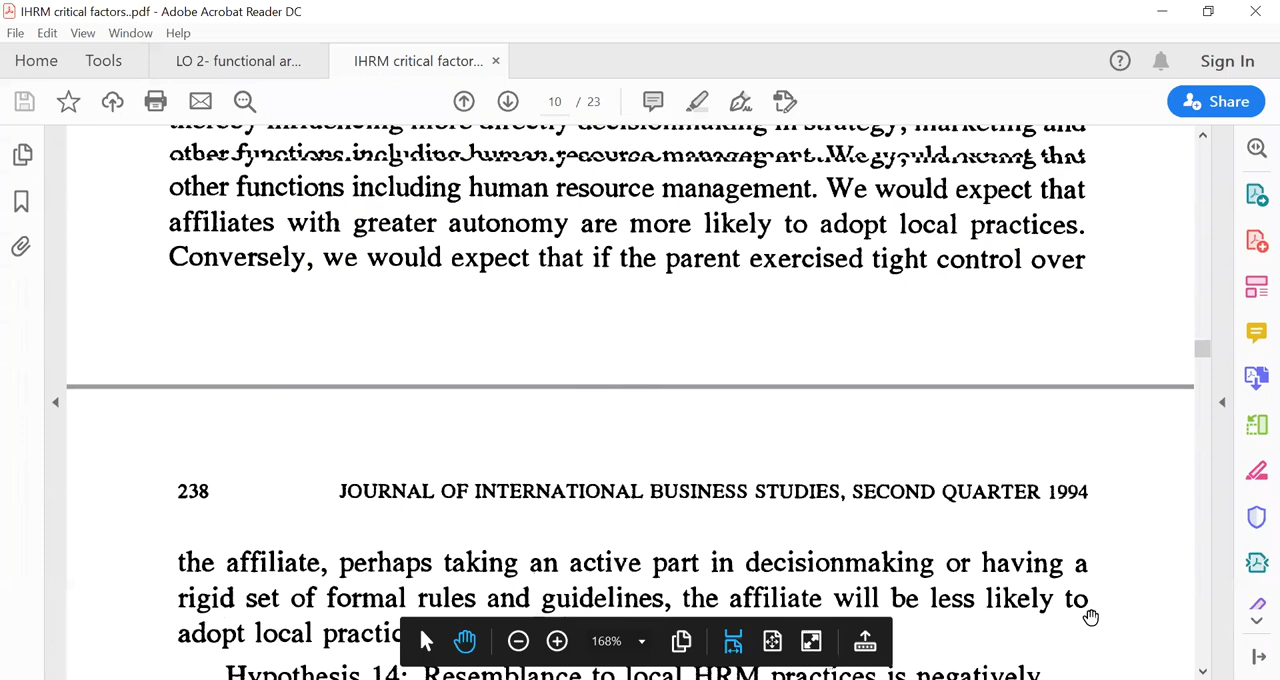 IHRM critical factors..pdf - Adobe Acrobat Reader DC
File Edit View Window Help
Home Tools LO 2- functional ar... IHRM critical factor... × Sign In
10 / 23 Share
thereby influencing more directly decisionmaking in strategy, marketing and
other functions including human resource management. We would expect that
other functions including human resource management. We would expect that
affiliates with greater autonomy are more likely to adopt local practices.
Conversely, we would expect that if the parent exercised tight control over
238 JOURNAL OF INTERNATIONAL BUSINESS STUDIES, SECOND QUARTER 1994
the affiliate, perhaps taking an active part in decisionmaking or having a
rigid set of formal rules and guidelines, the affiliate will be less likely to
adopt local practic
168%
Hypothesis 14: Resemblance to local HRM practices is negatively